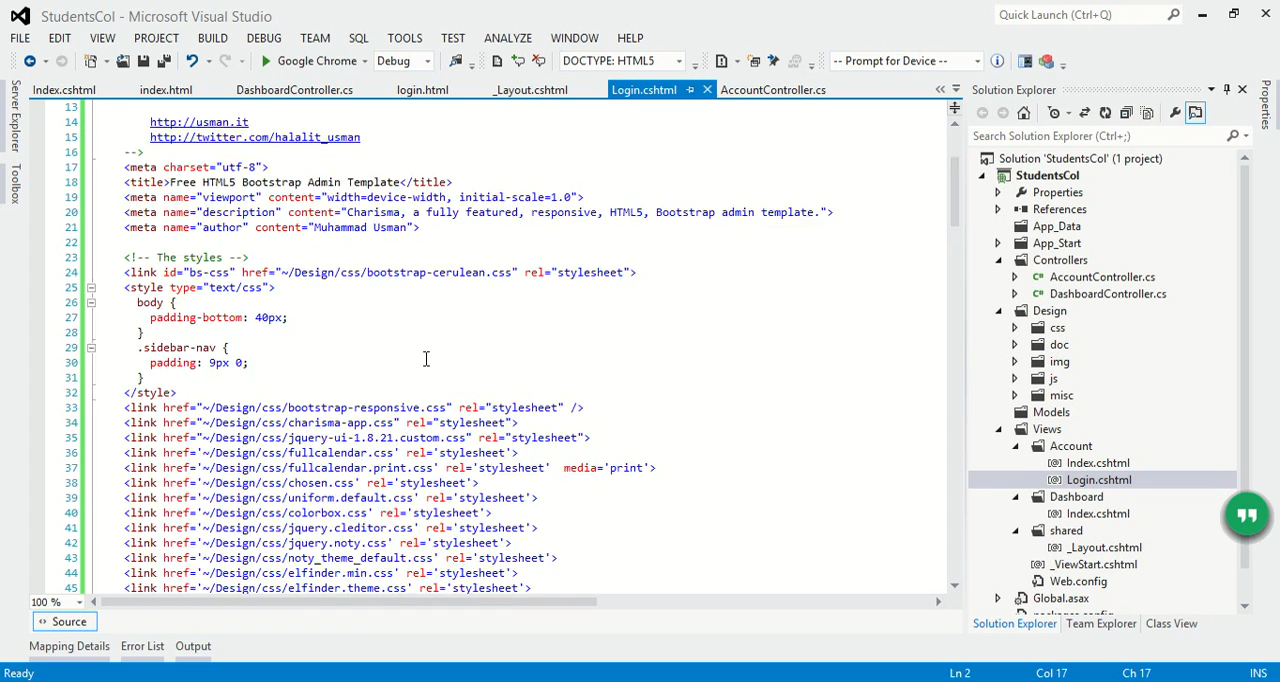 StudentsCol - Microsoft Visual Studio
Quick Launch (Ctrl+Q)
FILE EDIT VIEW PROJECT BUILD DEBUG TEAM SQL TOOLS TEST ANALYZE WINDOW HELP
Google Chrome Debug DOCTYPE: HTML5 -- Prompt for Device --
Server Explorer
Toolbox
Index.cshtml index.html DashboardController.cs login.html _Layout.cshtml Login.cshtml AccountController.cs
13
14 http://usman.it
15 http://twitter.com/halalit_usman
16 -->
17 <meta charset="utf-8">
18 <title>Free HTML5 Bootstrap Admin Template</title>
19 <meta name="viewport" content="width=device-width, initial-scale=1.0">
20 <meta name="description" content="Charisma, a fully featured, responsive, HTML5, Bootstrap admin template.">
21 <meta name="author" content="Muhammad Usman">
22
23 <!-- The styles -->
24 <link id="bs-css" href="~/Design/css/bootstrap-cerulean.css" rel="stylesheet">
25 <style type="text/css">
26 body {
27 padding-bottom: 40px;
28 }
29 .sidebar-nav {
30 padding: 9px 0;
31 }
32 </style>
33 <link href="~/Design/css/bootstrap-responsive.css" rel="stylesheet" />
34 <link href="~/Design/css/charisma-app.css" rel="stylesheet">
35 <link href="~/Design/css/jquery-ui-1.8.21.custom.css" rel="stylesheet">
36 <link href='~/Design/css/fullcalendar.css' rel='stylesheet'>
37 <link href='~/Design/css/fullcalendar.print.css' rel='stylesheet'  media='print'>
38 <link href='~/Design/css/chosen.css' rel='stylesheet'>
39 <link href='~/Design/css/uniform.default.css' rel='stylesheet'>
40 <link href='~/Design/css/colorbox.css' rel='stylesheet'>
41 <link href='~/Design/css/jquery.cleditor.css' rel='stylesheet'>
42 <link href='~/Design/css/jquery.noty.css' rel='stylesheet'>
43 <link href='~/Design/css/noty_theme_default.css' rel='stylesheet'>
44 <link href='~/Design/css/elfinder.min.css' rel='stylesheet'>
45 <link href='~/Design/css/elfinder.theme.css' rel='stylesheet'>
100 %
Source
Mapping Details Error List Output
Ready Ln 2 Col 17 Ch 17 INS
Solution Explorer
Search Solution Explorer (Ctrl+;)
Solution 'StudentsCol' (1 project)
StudentsCol
Properties
References
App_Data
App_Start
Controllers
AccountController.cs
DashboardController.cs
Design
css
doc
img
js
misc
Models
Views
Account
Index.cshtml
Login.cshtml
Dashboard
Index.cshtml
shared
_Layout.cshtml
_ViewStart.cshtml
Web.config
Global.asax
Solution Explorer Team Explorer Class View
Properties